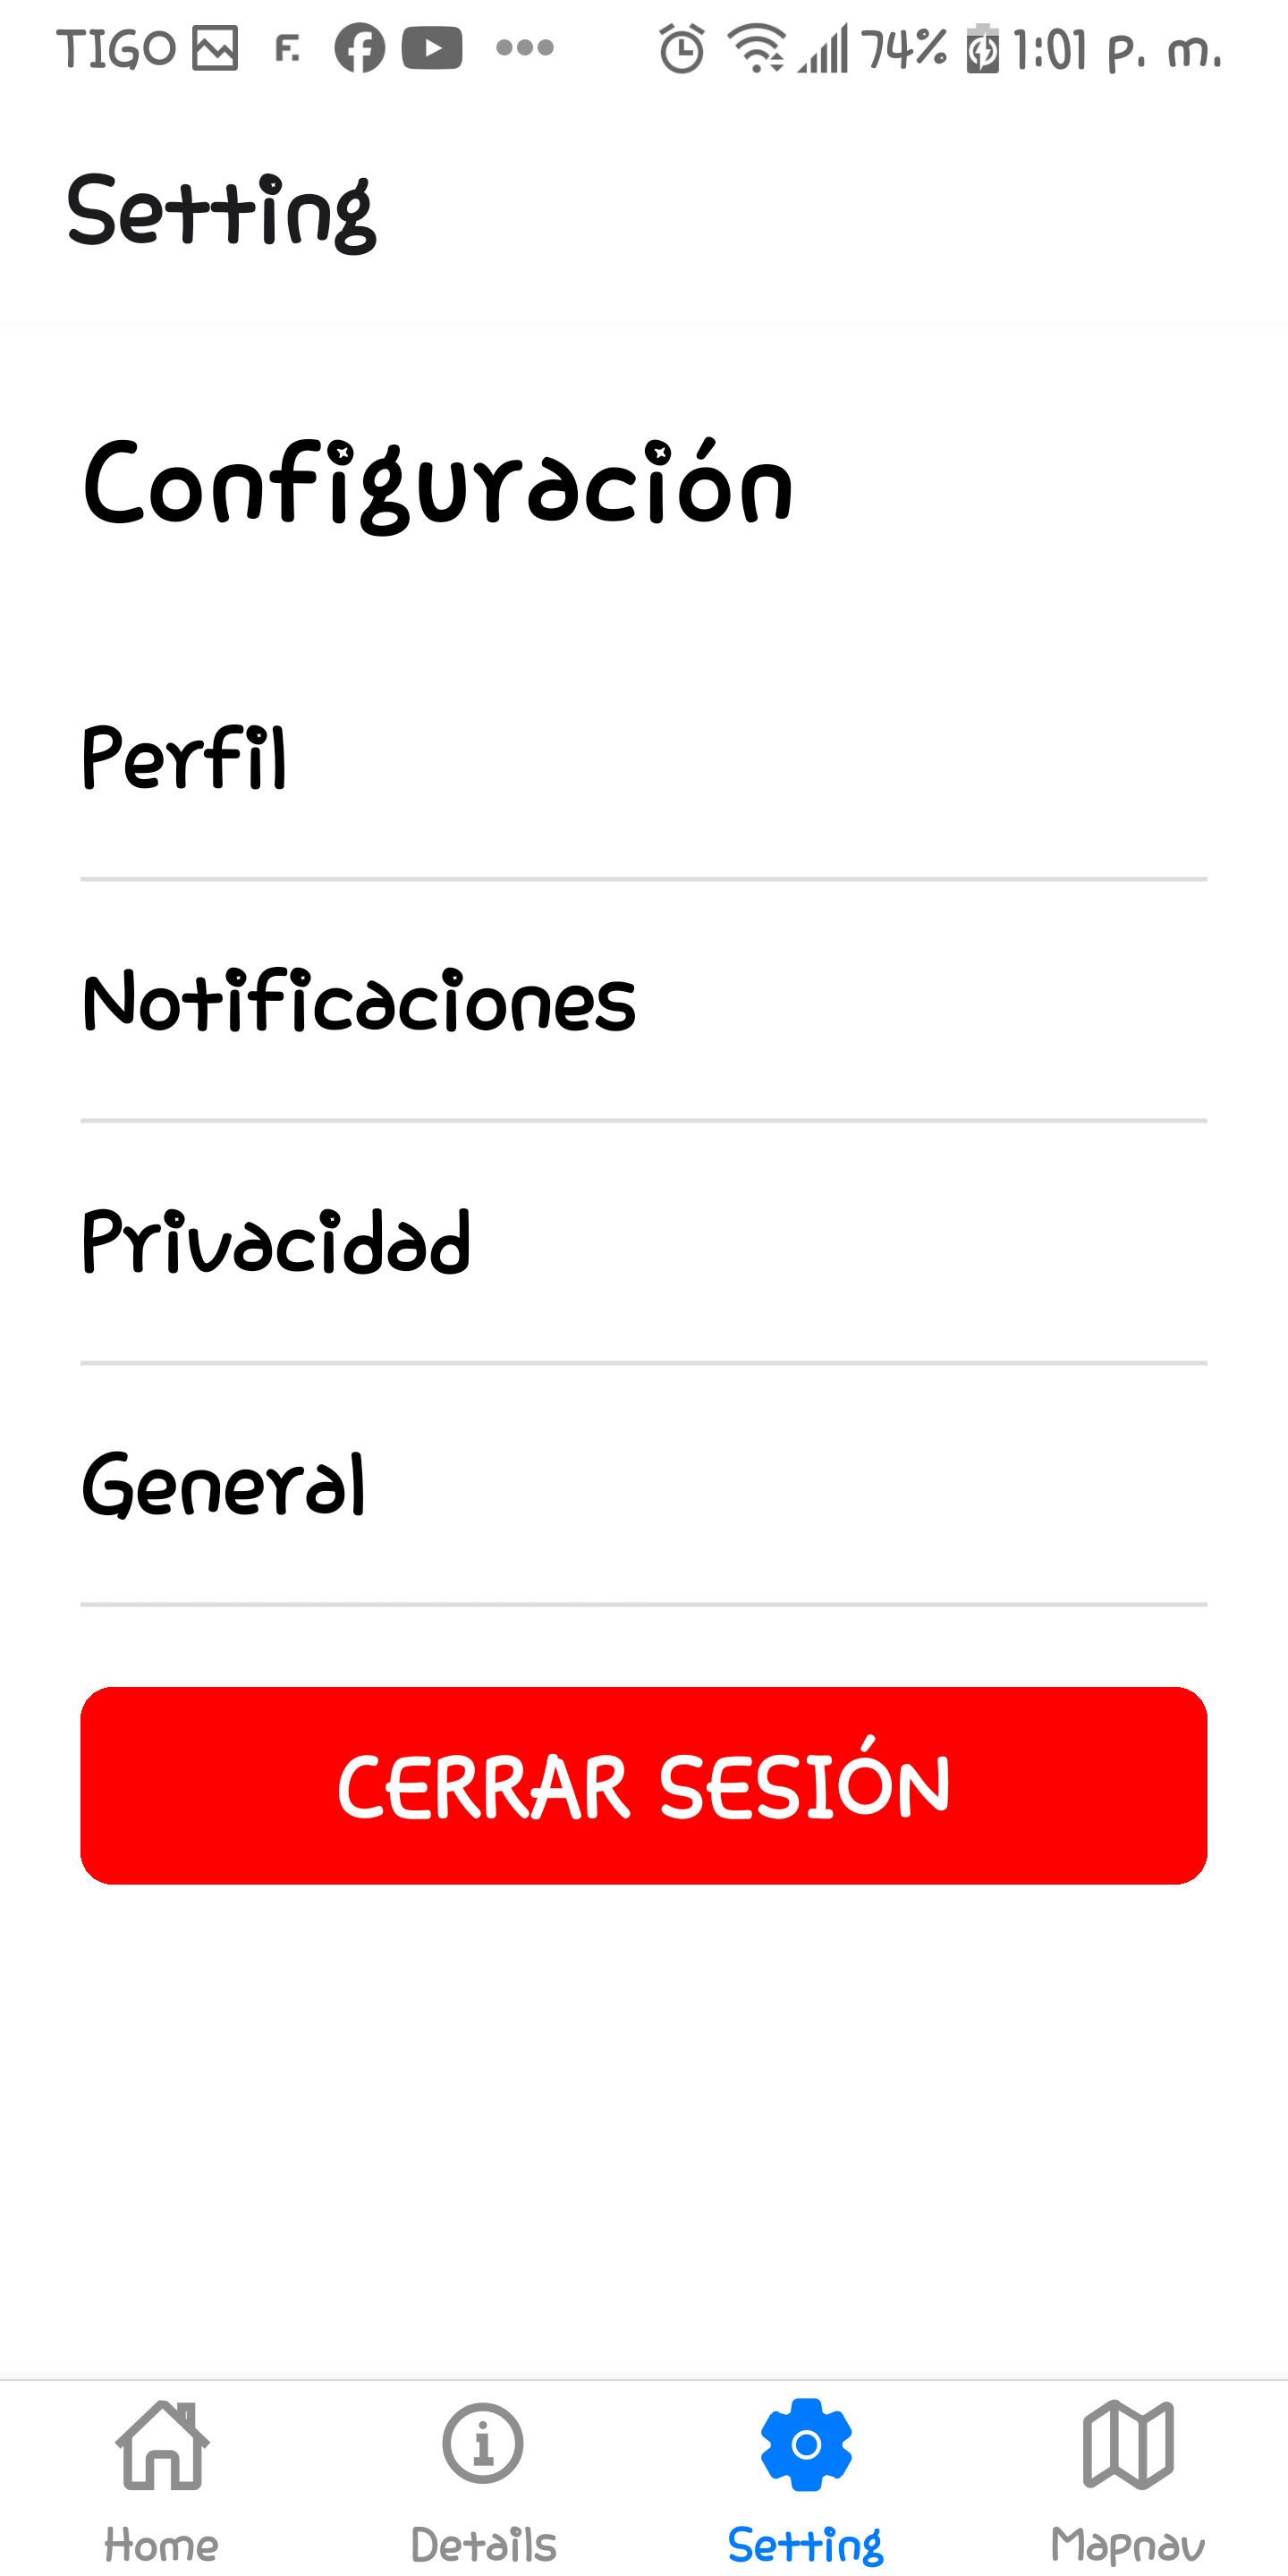 TIGO F. 74% 1:01 p. m.
Setting
Configuración
Perfil
Notificaciones
Privacidad
General
CERRAR SESIÓN
Home Details Setting Mapnav